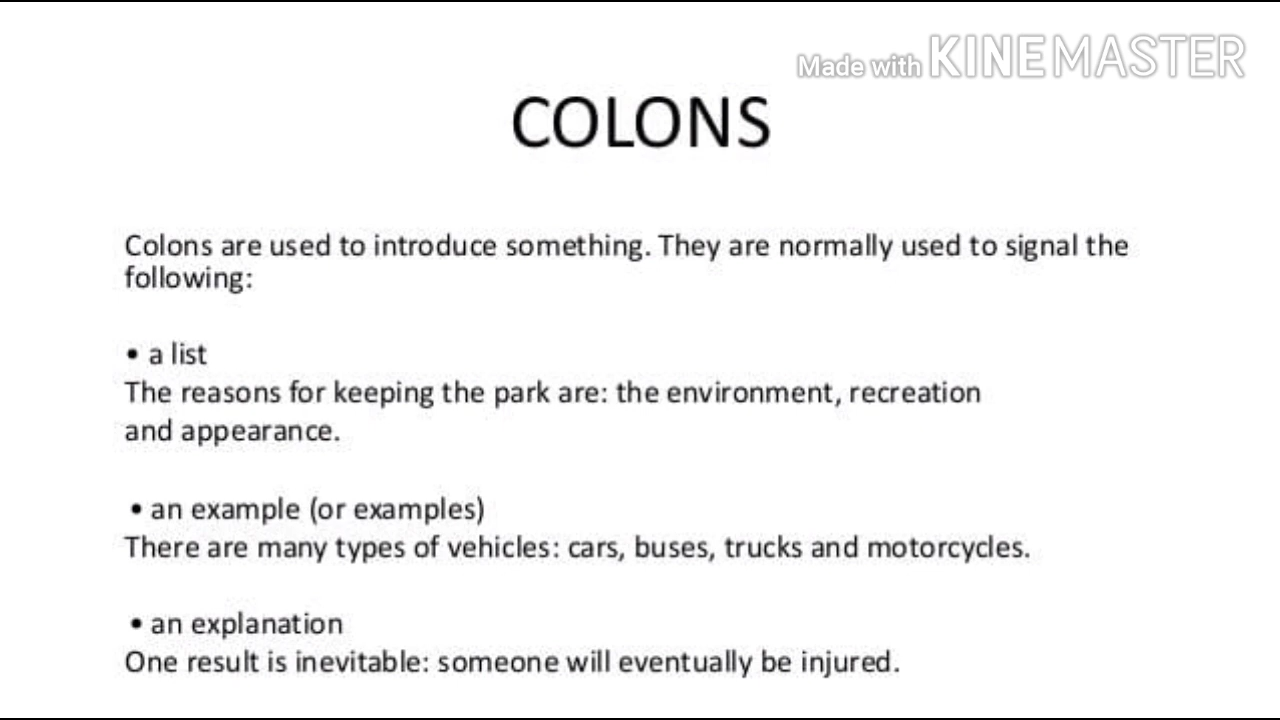 Made with KINEMASTER
COLONS
Colons are used to introduce something. They are normally used to signal the
following:
• a list
The reasons for keeping the park are: the environment, recreation
and appearance.
• an example (or examples)
There are many types of vehicles: cars, buses, trucks and motorcycles.
• an explanation
One result is inevitable: someone will eventually be injured.